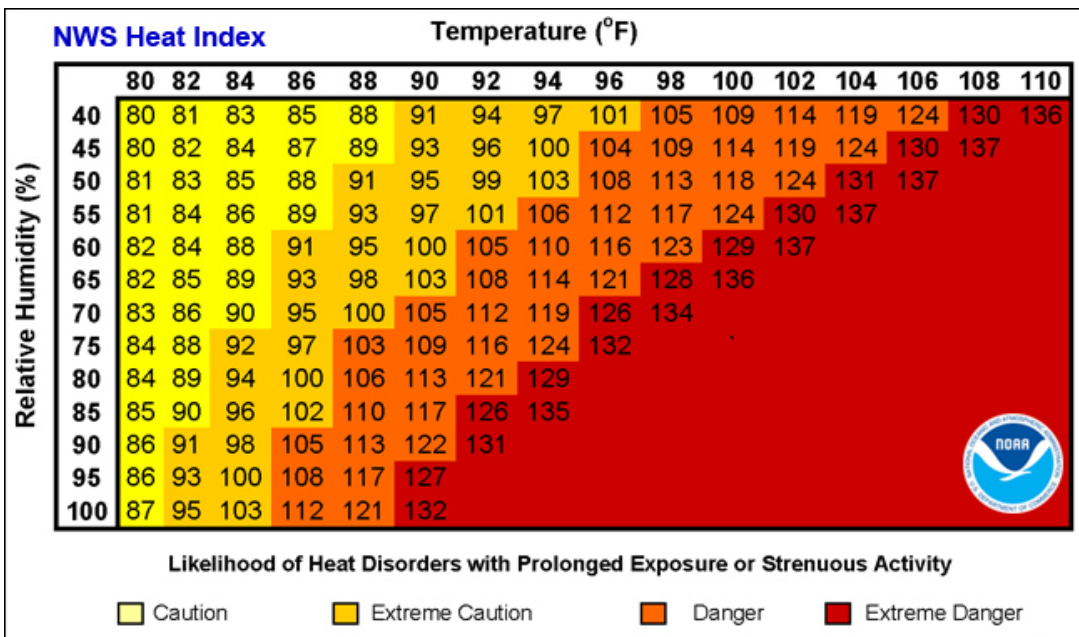 NWS Heat Index Temperature (°F)
80 82 84 86 88 90 92 94 96 98 100 102 104 106 108 110
Relative Humidity (%)
40 80 81 83 85 88 91 94 97 101 105 109 114 119 124 130 136
45 80 82 84 87 89 93 96 100 104 109 114 119 124 130 137
50 81 83 85 88 91 95 99 103 108 113 118 124 131 137
55 81 84 86 89 93 97 101 106 112 117 124 130 137
60 82 84 88 91 95 100 105 110 116 123 129 137
65 82 85 89 93 98 103 108 114 121 128 136
70 83 86 90 95 100 105 112 119 126 134
75 84 88 92 97 103 109 116 124 132
80 84 89 94 100 106 113 121 129
85 85 90 96 102 110 117 126 135
90 86 91 98 105 113 122 131
95 86 93 100 108 117 127
100 87 95 103 112 121 132
NOAA
NATIONAL OCEANIC AND ATMOSPHERIC ADMINISTRATION
U.S. DEPARTMENT OF COMMERCE
Likelihood of Heat Disorders with Prolonged Exposure or Strenuous Activity
Caution Extreme Caution Danger Extreme Danger